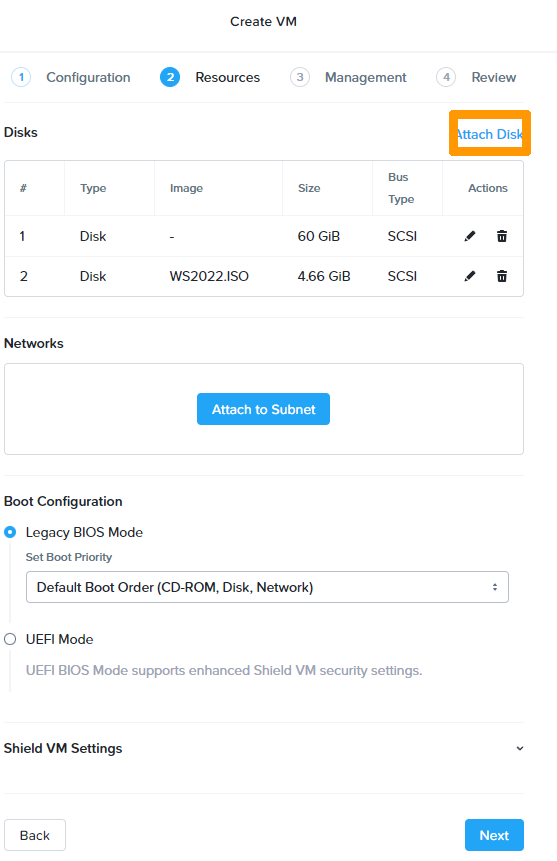 Create VM
1 Configuration 2 Resources 3 Management 4 Review
Disks Attach Disk
# Type Image Size Bus Type Actions
1 Disk - 60 GiB SCSI
2 Disk WS2022.ISO 4.66 GiB SCSI
Networks
Attach to Subnet
Boot Configuration
Legacy BIOS Mode
Set Boot Priority
Default Boot Order (CD-ROM, Disk, Network)
UEFI Mode
UEFI BIOS Mode supports enhanced Shield VM security settings.
Shield VM Settings
Back Next